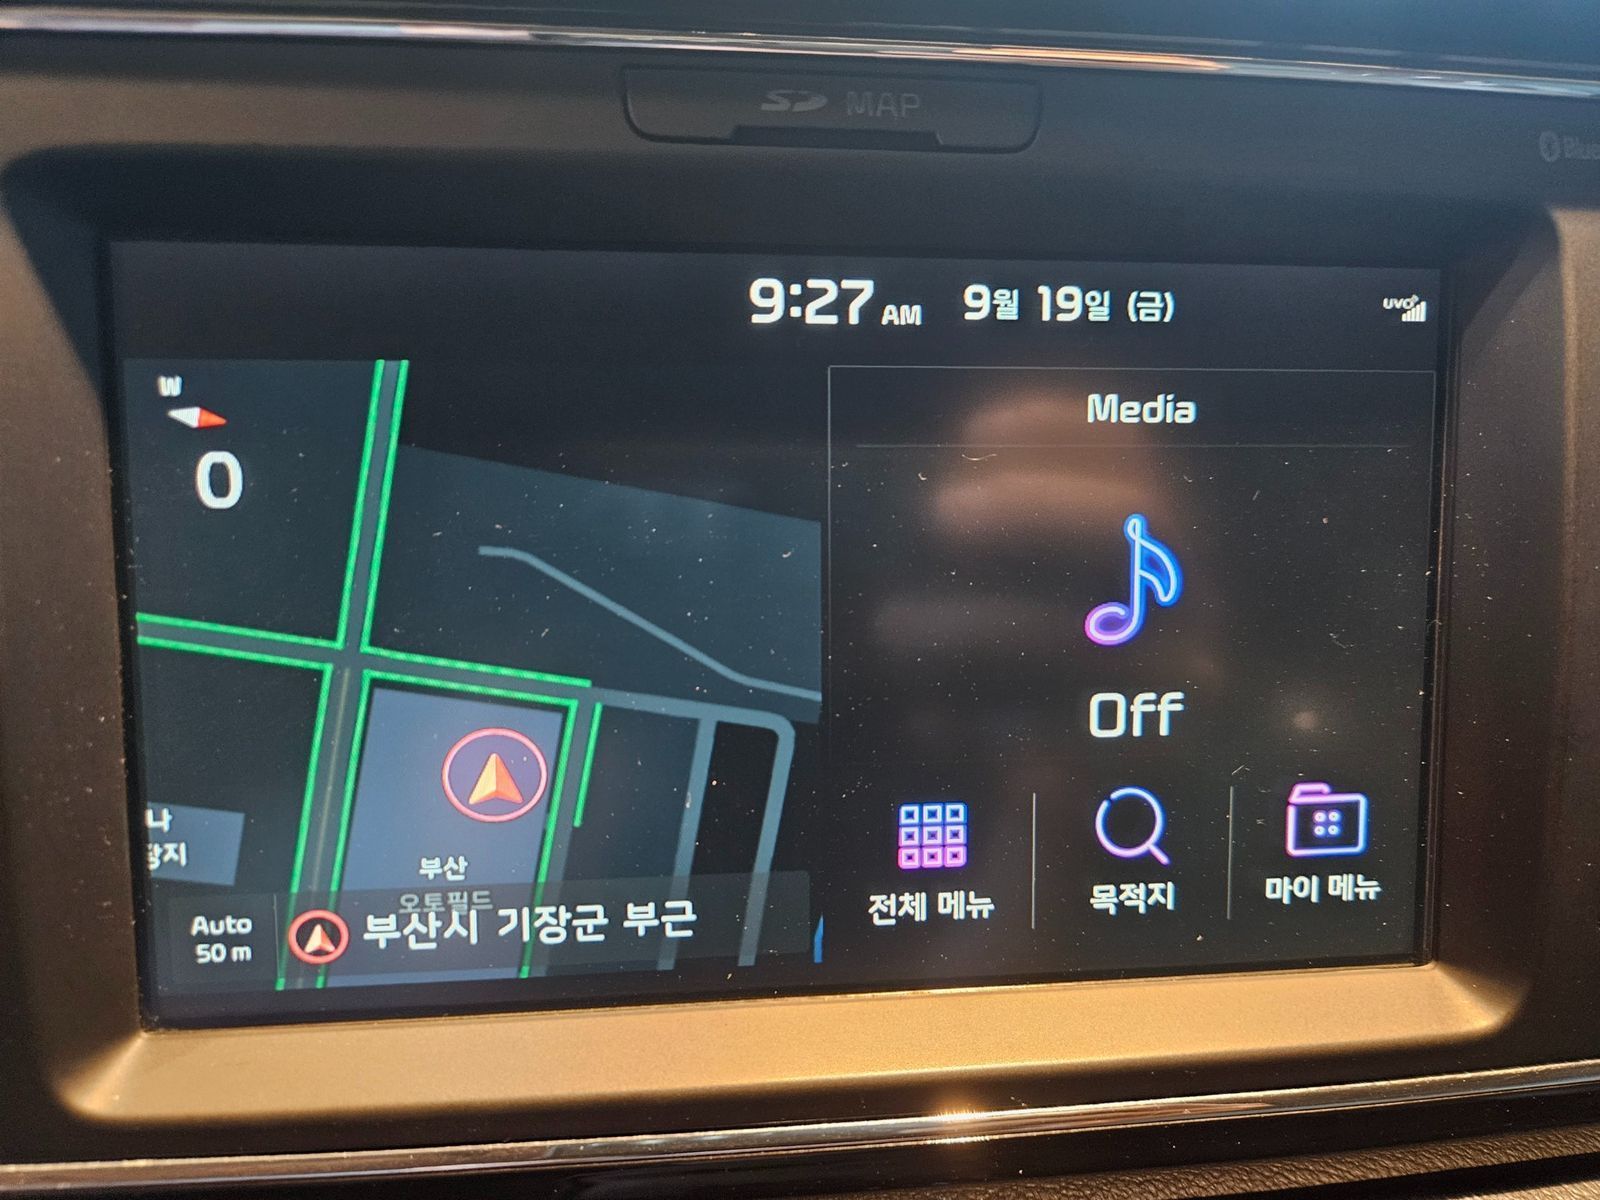 SD MAP
9:27 AM 9월 19일 (금)
UVO
W
0
Media
Off
부산
오토필드
Auto
50 m
부산시 기장군 부근
전체 메뉴
목적지
마이 메뉴